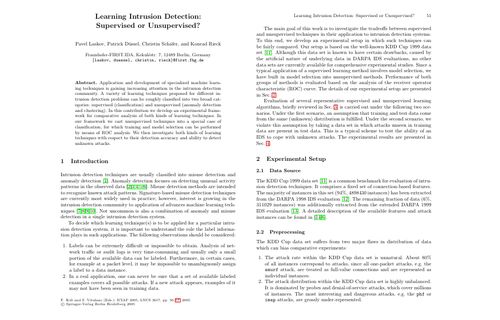 Learning Intrusion Detection:
Supervised or Unsupervised?
Pavel Laskov, Patrick Düssel, Christin Schäfer, and Konrad Rieck
Fraunhofer-FIRST.IDA, Kekuléstr. 7, 12489 Berlin, Germany
{laskov, duessel, christin, rieck}@first.fhg.de
Abstract. Application and development of specialized machine learn-
ing techniques is gaining increasing attention in the intrusion detection
community. A variety of learning techniques proposed for different in-
trusion detection problems can be roughly classified into two broad cat-
egories: supervised (classification) and unsupervised (anomaly detection
and clustering). In this contribution we develop an experimental frame-
work for comparative analysis of both kinds of learning techniques. In
our framework we cast unsupervised techniques into a special case of
classification, for which training and model selection can be performed
by means of ROC analysis. We then investigate both kinds of learning
techniques with respect to their detection accuracy and ability to detect
unknown attacks.
1 Introduction
Intrusion detection techniques are usually classified into misuse detection and
anomaly detection Anomaly detection focuses on detecting unusual activity
patterns in the observed data Misuse detection methods are intended
to recognize known attack patterns. Signature-based misuse detection techniques
are currently most widely used in practice; however, interest is growing in the
intrusion detection community to application of advanced machine learning tech-
niques Not uncommon is also a combination of anomaly and misuse
detection in a single intrusion detection system.
To decide which learning technique(s) is to be applied for a particular intru-
sion detection system, it is important to understand the role the label informa-
tion plays in such applications. The following observations should be considered:
1. Labels can be extremely difficult or impossible to obtain. Analysis of net-
work traffic or audit logs is very time-consuming and usually only a small
portion of the available data can be labeled. Furthermore, in certain cases,
for example at a packet level, it may be impossible to unambiguously assign
a label to a data instance.
2. In a real application, one can never be sure that a set of available labeled
examples covers all possible attacks. If a new attack appears, examples of it
may not have been seen in training data.
F. Roli and S. Vitulano (Eds.): ICIAP 2005, LNCS 3617, pp. 2005.
© Springer-Verlag Berlin Heidelberg 2005
Learning Intrusion Detection: Supervised or Unsupervised? 51
The main goal of this work is to investigate the tradeoffs between supervised
and unsupervised techniques in their application to intrusion detection systems.
To this end, we develop an experimental setup in which such techniques can
be fairly compared. Our setup is based on the well-known KDD Cup 1999 data
set Although this data set is known to have certain drawbacks, caused by
the artificial nature of underlying data in DARPA IDS evaluations, no other
data sets are currently available for comprehensive experimental studies. Since a
typical application of a supervised learning method involves model selection, we
have built in model selection into unsupervised methods. Performance of both
groups of methods is evaluated based on the analysis of the receiver operator
characteristic (ROC) curve. The details of our experimental setup are presented
in Sec.
Evaluation of several representative supervised and unsupervised learning
algorithms, briefly reviewed in Sec. is carried out under the following two sce-
narios. Under the first scenario, an assumption that training and test data come
from the same (unknown) distribution is fulfilled. Under the second scenario, we
violate this assumption by taking a data set in which attacks unseen in training
data are present in test data. This is a typical scheme to test the ability of an
IDS to cope with unknown attacks. The experimental results are presented in
Sec.
2 Experimental Setup
2.1 Data Source
The KDD Cup 1999 data set is a common benchmark for evaluation of intru-
sion detection techniques. It comprises a fixed set of connection-based features.
The majority of instances in this set (94%, 4898430 instances) has been extracted
from the DARPA 1998 IDS evaluation The remaining fraction of data (6%,
311029 instances) was additionally extracted from the extended DARPA 1999
IDS evaluation A detailed description of the available features and attack
instances can be found in
2.2 Preprocessing
The KDD Cup data set suffers from two major flaws in distribution of data
which can bias comparative experiments:
1. The attack rate within the KDD Cup data set is unnatural. About 80%
of all instances correspond to attacks, since all one-packet attacks, e.g. the
smurf attack, are treated as full-value connections and are represented as
individual instances.
2. The attack distribution within the KDD Cup data set is highly unbalanced.
It is dominated by probes and denial-of-service attacks, which cover millions
of instances. The most interesting and dangerous attacks, e.g. the phf or
imap attacks, are grossly under-represented.